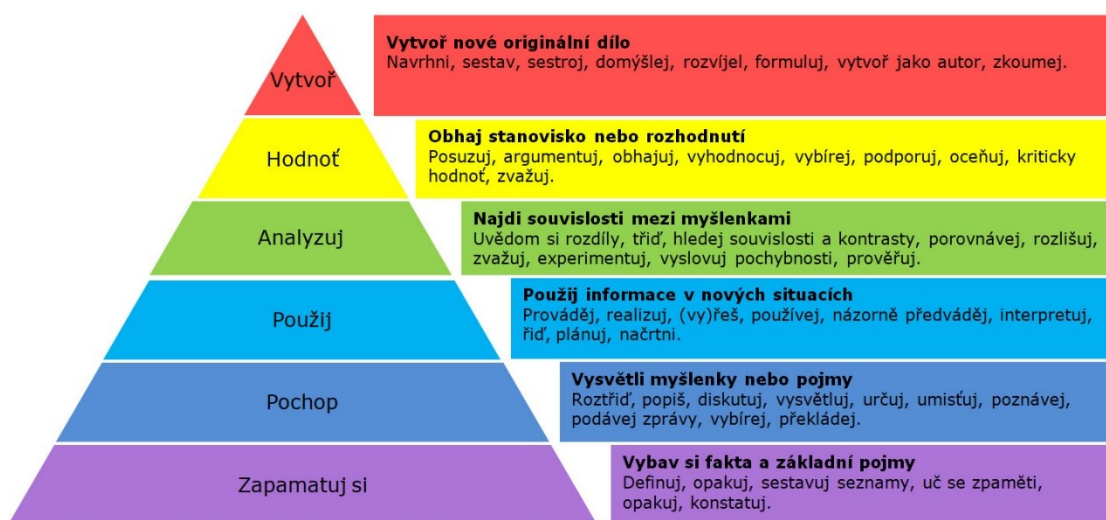 Vytvoř
Vytvoř nové originální dílo
Navrhni, sestav, sestroj, domýšlej, rozvíjel, formuluj, vytvoř jako autor, zkoumej.
Hodnoť
Obhaj stanovisko nebo rozhodnutí
Posuzuj, argumentuj, obhajuj, vyhodnocuj, vybírej, podporuj, oceňuj, kriticky
hodnoť, zvažuj.
Analyzuj
Najdi souvislosti mezi myšlenkami
Uvědom si rozdíly, třiď, hledej souvislosti a kontrasty, porovnávej, rozlišuj,
zvažuj, experimentuj, vyslovuj pochybnosti, prověřuj.
Použij
Použij informace v nových situacích
Prováděj, realizuj, (vy)řeš, používej, názorně předváděj, interpretuj,
řiď, plánuj, načrtni.
Pochop
Vysvětli myšlenky nebo pojmy
Roztřiď, popiš, diskutuj, vysvětluj, určuj, umisťuj, poznávej,
podávej zprávy, vybírej, překládej.
Zapamatuj si
Vybav si fakta a základní pojmy
Definuj, opakuj, sestavuj seznamy, uč se zpaměti,
opakuj, konstatuj.